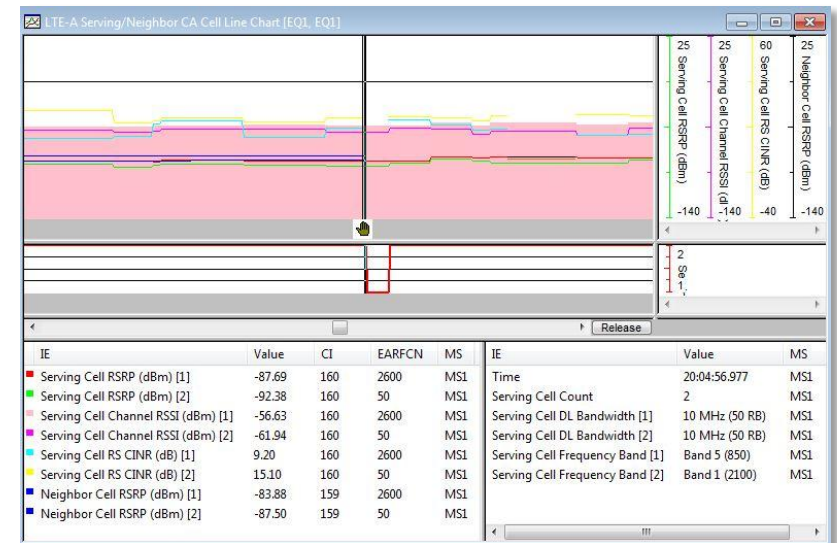 LTE-A Serving/Neighbor CA Cell Line Chart [EQ1, EQ1]
25 25 60 25
Serving Cell RSRP (dBm)
Serving Cell Channel RSSI (dl
Serving Cell RS CINR (dB)
Neighbor Cell RSRP (dBm)
-140 -140 -40 -140
2
Se
1
Release
IE Value CI EARFCN MS
Serving Cell RSRP (dBm) [1] -87.69 160 2600 MS1
Serving Cell RSRP (dBm) [2] -92.38 160 50 MS1
Serving Cell Channel RSSI (dBm) [1] -56.63 160 2600 MS1
Serving Cell Channel RSSI (dBm) [2] -61.94 160 50 MS1
Serving Cell RS CINR (dB) [1] 9.20 160 2600 MS1
Serving Cell RS CINR (dB) [2] 15.10 160 50 MS1
Neighbor Cell RSRP (dBm) [1] -83.88 159 2600 MS1
Neighbor Cell RSRP (dBm) [2] -87.50 159 50 MS1
IE Value MS
Time 20:04:56.977 MS1
Serving Cell Count 2 MS1
Serving Cell DL Bandwidth [1] 10 MHz (50 RB) MS1
Serving Cell DL Bandwidth [2] 10 MHz (50 RB) MS1
Serving Cell Frequency Band [1] Band 5 (850) MS1
Serving Cell Frequency Band [2] Band 1 (2100) MS1